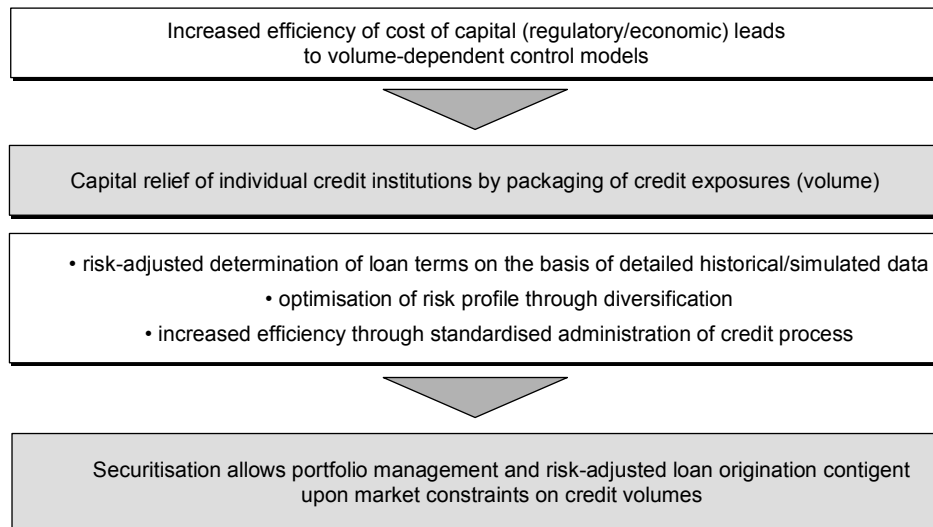 Increased efficiency of cost of capital (regulatory/economic) leads
to volume-dependent control models
Capital relief of individual credit institutions by packaging of credit exposures (volume)
• risk-adjusted determination of loan terms on the basis of detailed historical/simulated data
• optimisation of risk profile through diversification
• increased efficiency through standardised administration of credit process
Securitisation allows portfolio management and risk-adjusted loan origination contigent
upon market constraints on credit volumes